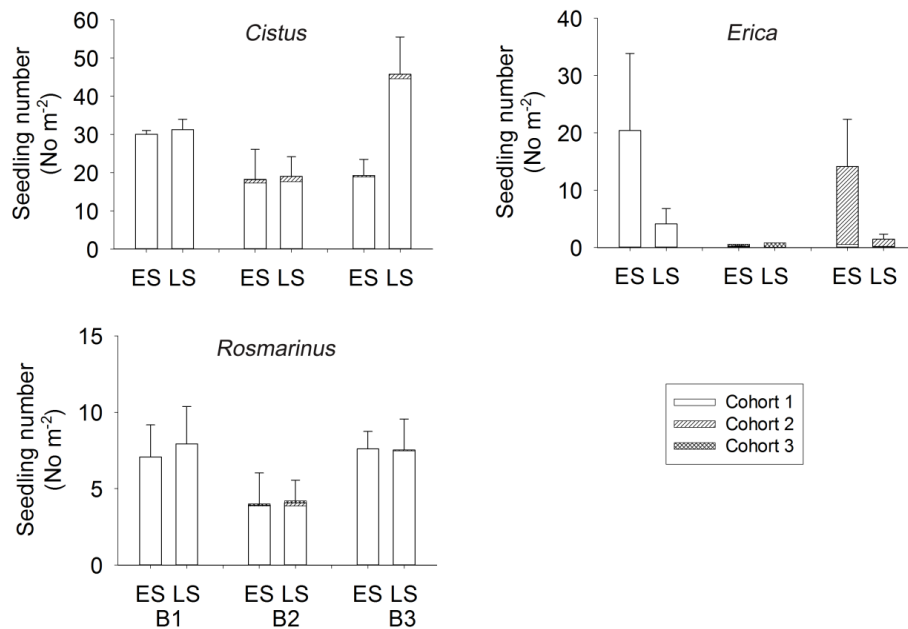 Cistus
Seedling number
(No m-2)
60
50
40
30
20
10
0
ES LS ES LS ES LS
Erica
Seedling number
(No m-2)
40
30
20
10
0
ES LS ES LS ES LS
Rosmarinus
Seedling number
(No m-2)
15
10
5
0
ES LS ES LS ES LS
B1 B2 B3
Cohort 1
Cohort 2
Cohort 3